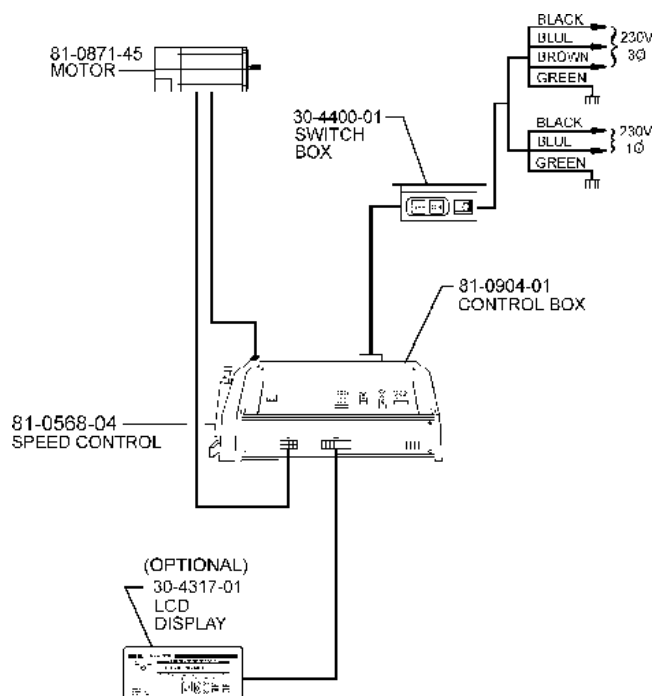 81-0871-45
MOTOR
30-4400-01
SWITCH
BOX
BLACK
BLUL
BROWN
GREEN
230V
3Ø
BLACK
BLUL
GREEN
230V
1Ø
81-0904-01
CONTROL BOX
81-0568-04
SPEED CONTROL
(OPTIONAL)
30-4317-01
LCD
DISPLAY